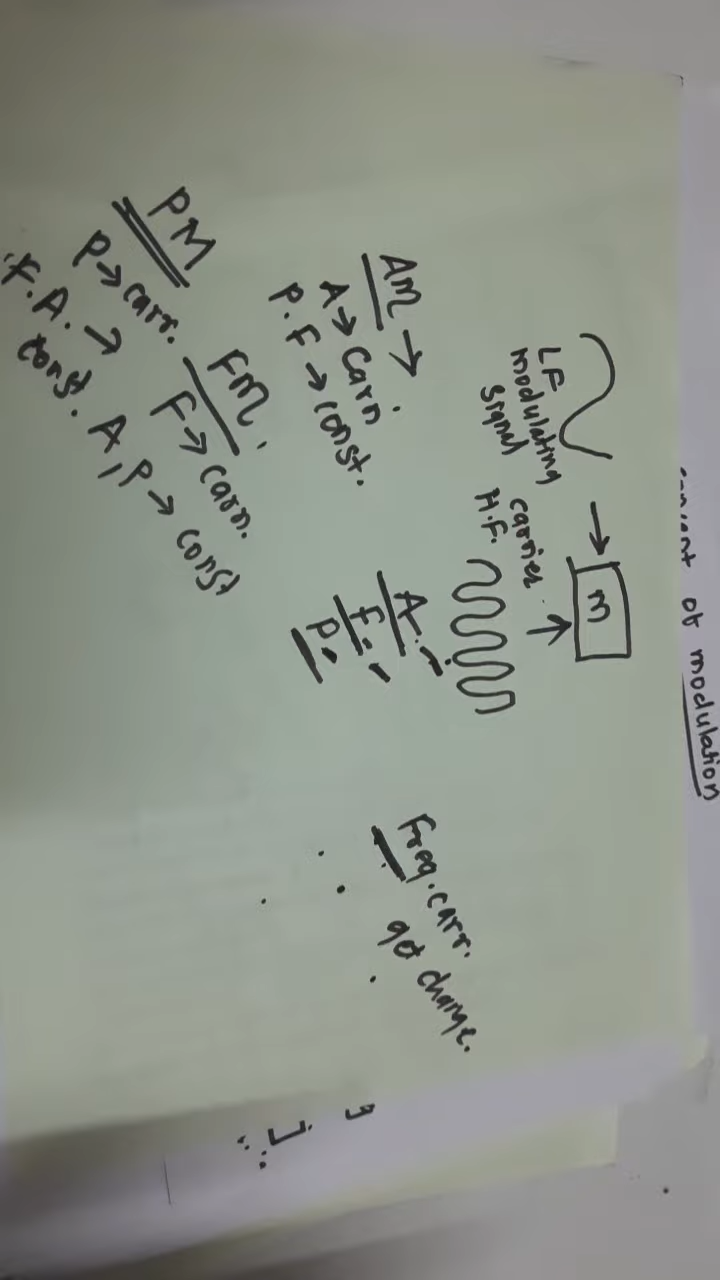 of modulation
M
LF
modulating
signal
carrier
H.F.
AM →
A → Carr.
P.F → const.
A.
F.
P.
Freq. carr.
got change.
FM.
F → carr.
A, P → const
PM
P → carr.
F.A. →
const.